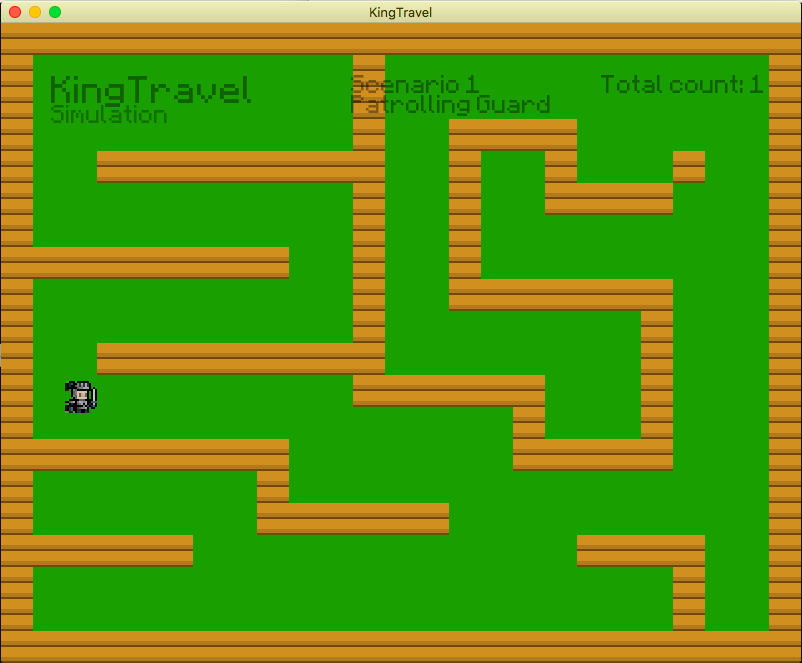 KingTravel
KingTravel
Simulation
Scenario 1
Patrolling Guard
Total count: 1